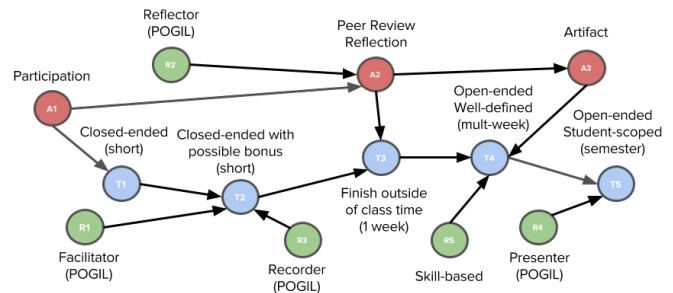 Reflector
(POGIL)
R2
Peer Review
Reflection
A2
Artifact
A3
Participation
A1
Closed-ended
(short)
T1
Closed-ended with
possible bonus
(short)
T2
Open-ended
Well-defined
(mult-week)
T4
Open-ended
Student-scoped
(semester)
T5
T3
Finish outside
of class time
(1 week)
R1
Facilitator
(POGIL)
R3
Recorder
(POGIL)
R5
Skill-based
R4
Presenter
(POGIL)